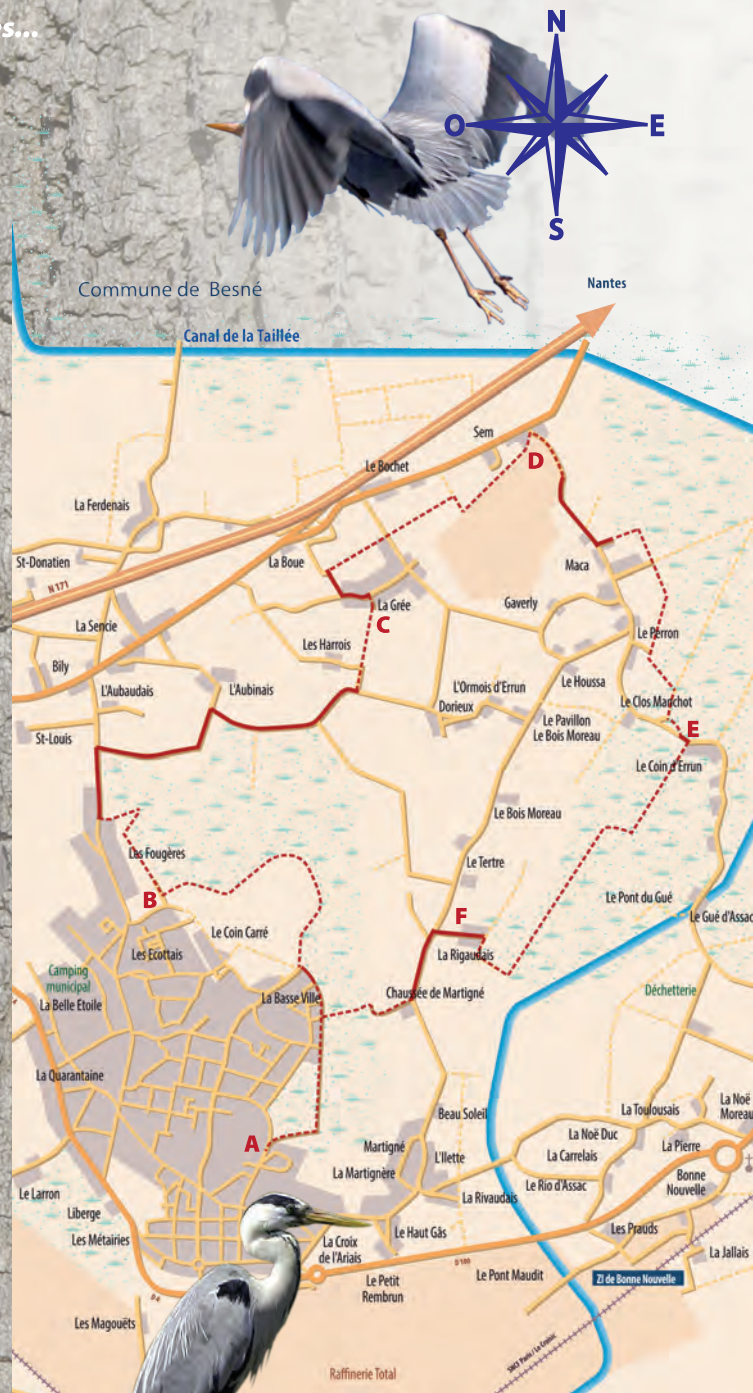 es...
N
O
E
S
Commune de Besné
Nantes
Canal de la Taillée
Sem
D
Le Bochet
La Ferdenais
St-Donatien
La Boue
Maca
N 171
La Grée
Gaverly
C
La Sencie
Le Perron
Les Harrois
Bily
L'Aubaudais
L'Aubinais
L'Ormois d'Errun
Le Houssa
Le Clos Manchot
Dorieux
Le Pavillon
E
St-Louis
Le Bois Moreau
Le Coin d'Errun
Le Bois Moreau
Les Fougères
Le Tertre
B
Le Pont du Gué
F
Le Gué d'Assac
Le Coin Carré
Les Ecottais
La Rigaudais
Camping
municipal
Déchetterie
La Basse Ville
Chaussée de Martigné
La Belle Etoile
La Quarantaine
La Noë
Moreau
Beau Soleil
La Toulousais
La Noë Duc
A
Martigné
La Pierre
L'Ilette
La Carrelais
La Martignère
Bonne
Nouvelle
Le Rio d'Assac
Le Larron
La Rivaudais
Liberge
Le Haut Gâs
Les Prauds
Les Métairies
La Croix
de l'Ariais
La Jallais
D 100
Le Petit
Rembrun
Le Pont Maudit
ZI de Bonne Nouvelle
D 4
Les Magouëts
SNCF Paris / Le Croisic
Raffinerie Total